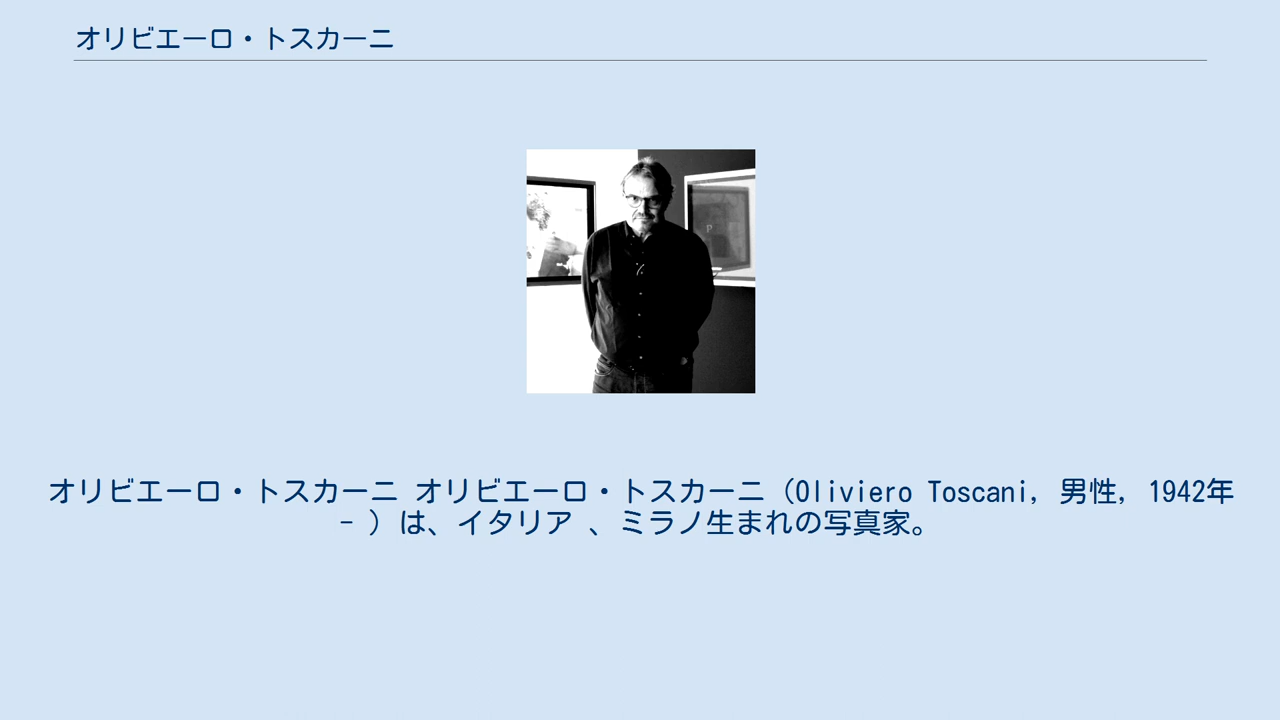 オリビエーロ・トスカーニ
オリビエーロ・トスカーニ オリビエーロ・トスカーニ（Oliviero Toscani, 男性, 1942年
- ）は、イタリア 、ミラノ生まれの写真家。